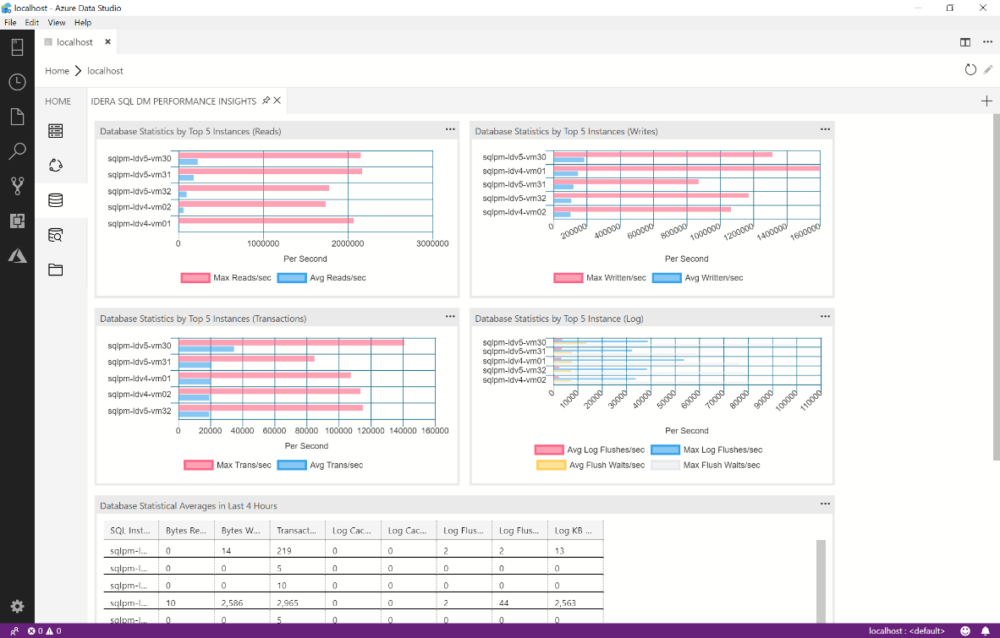 localhost - Azure Data Studio
File Edit View Help
localhost
Home localhost
HOME
IDERA SQL DM PERFORMANCE INSIGHTS
Database Statistics by Top 5 Instances (Reads)
sqlpm-ldv5-vm30
sqlpm-ldv5-vm31
sqlpm-ldv5-vm32
sqlpm-ldv4-vm02
sqlpm-ldv4-vm01
0 1000000 2000000 3000000
Per Second
Max Reads/sec Avg Reads/sec
Database Statistics by Top 5 Instances (Writes)
sqlpm-ldv5-vm30
sqlpm-ldv4-vm01
sqlpm-ldv5-vm31
sqlpm-ldv5-vm32
sqlpm-ldv4-vm02
0 200000 400000 600000 800000 1000000 1200000 1400000 1600000
Per Second
Max Written/sec Avg Written/sec
Database Statistics by Top 5 Instances (Transactions)
sqlpm-ldv5-vm30
sqlpm-ldv5-vm31
sqlpm-ldv4-vm01
sqlpm-ldv4-vm02
sqlpm-ldv5-vm32
0 20000 40000 60000 80000 100000 120000 140000 160000
Per Second
Max Trans/sec Avg Trans/sec
Database Statistics by Top 5 Instance (Log)
sqlpm-ldv5-vm30
sqlpm-ldv5-vm31
sqlpm-ldv4-vm01
sqlpm-ldv5-vm32
sqlpm-ldv4-vm02
0 10000 20000 30000 40000 50000 60000 70000 80000 90000 100000 110000
Per Second
Avg Log Flushes/sec Max Log Flushes/sec
Avg Flush Waits/sec Max Flush Waits/sec
Database Statistical Averages in Last 4 Hours
SQL Inst... Bytes Re... Bytes W... Transact... Log Cac... Log Cac... Log Flus... Log Flus... Log KB ...
sqlpm-l... 0 14 219 0 0 2 2 13
sqlpm-l... 0 0 5 0 0 0 0 0
sqlpm-l... 0 0 10 0 0 0 0 0
sqlpm-l... 10 2,586 2,965 0 0 2 44 2,563
sqlpm-l... 0 0 5 0 0 0 0 0
0 0 localhost : <default>